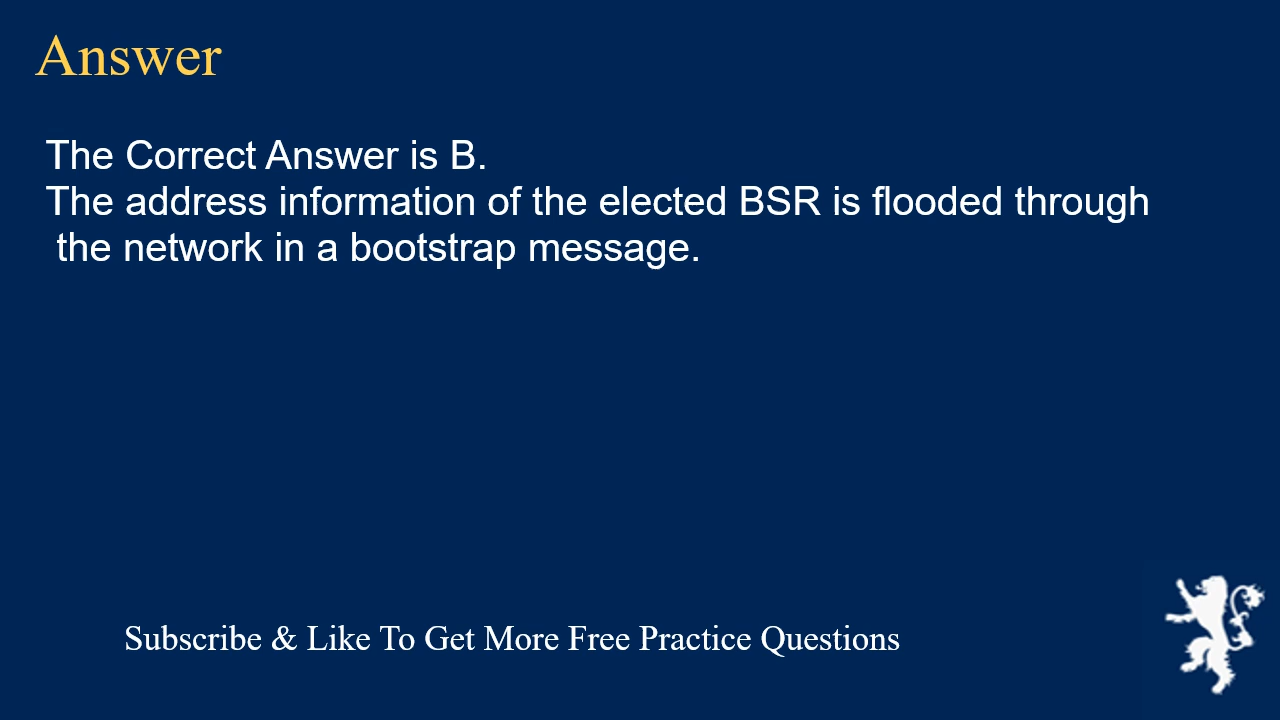 Answer
The Correct Answer is B.
The address information of the elected BSR is flooded through
the network in a bootstrap message.
Subscribe & Like To Get More Free Practice Questions